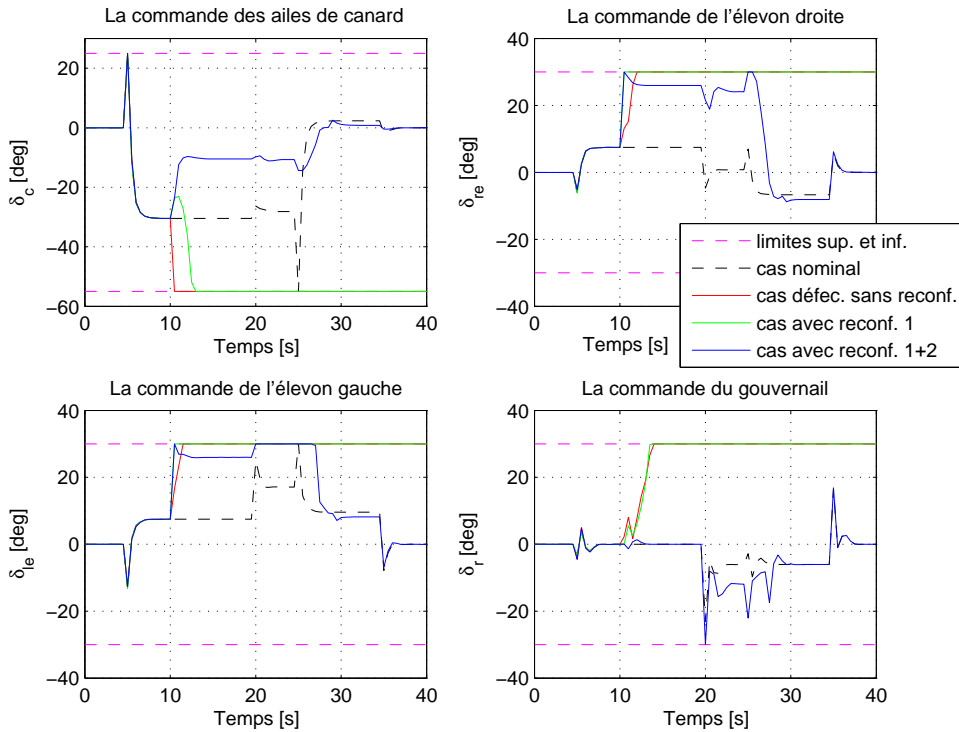 La commande des ailes de canard
20
0
−20
−40
−60
δc [deg]
0
10
20
30
40
Temps [s]
La commande de l'élevon droite
40
20
0
−20
−40
δre [deg]
0
10
20
30
40
Temps [s]
limites sup. et inf.
cas nominal
cas défec. sans reconf.
cas avec reconf. 1
cas avec reconf. 1+2
La commande de l'élevon gauche
40
20
0
−20
−40
δle [deg]
0
10
20
30
40
Temps [s]
La commande du gouvernail
40
20
0
−20
−40
δr [deg]
0
10
20
30
40
Temps [s]